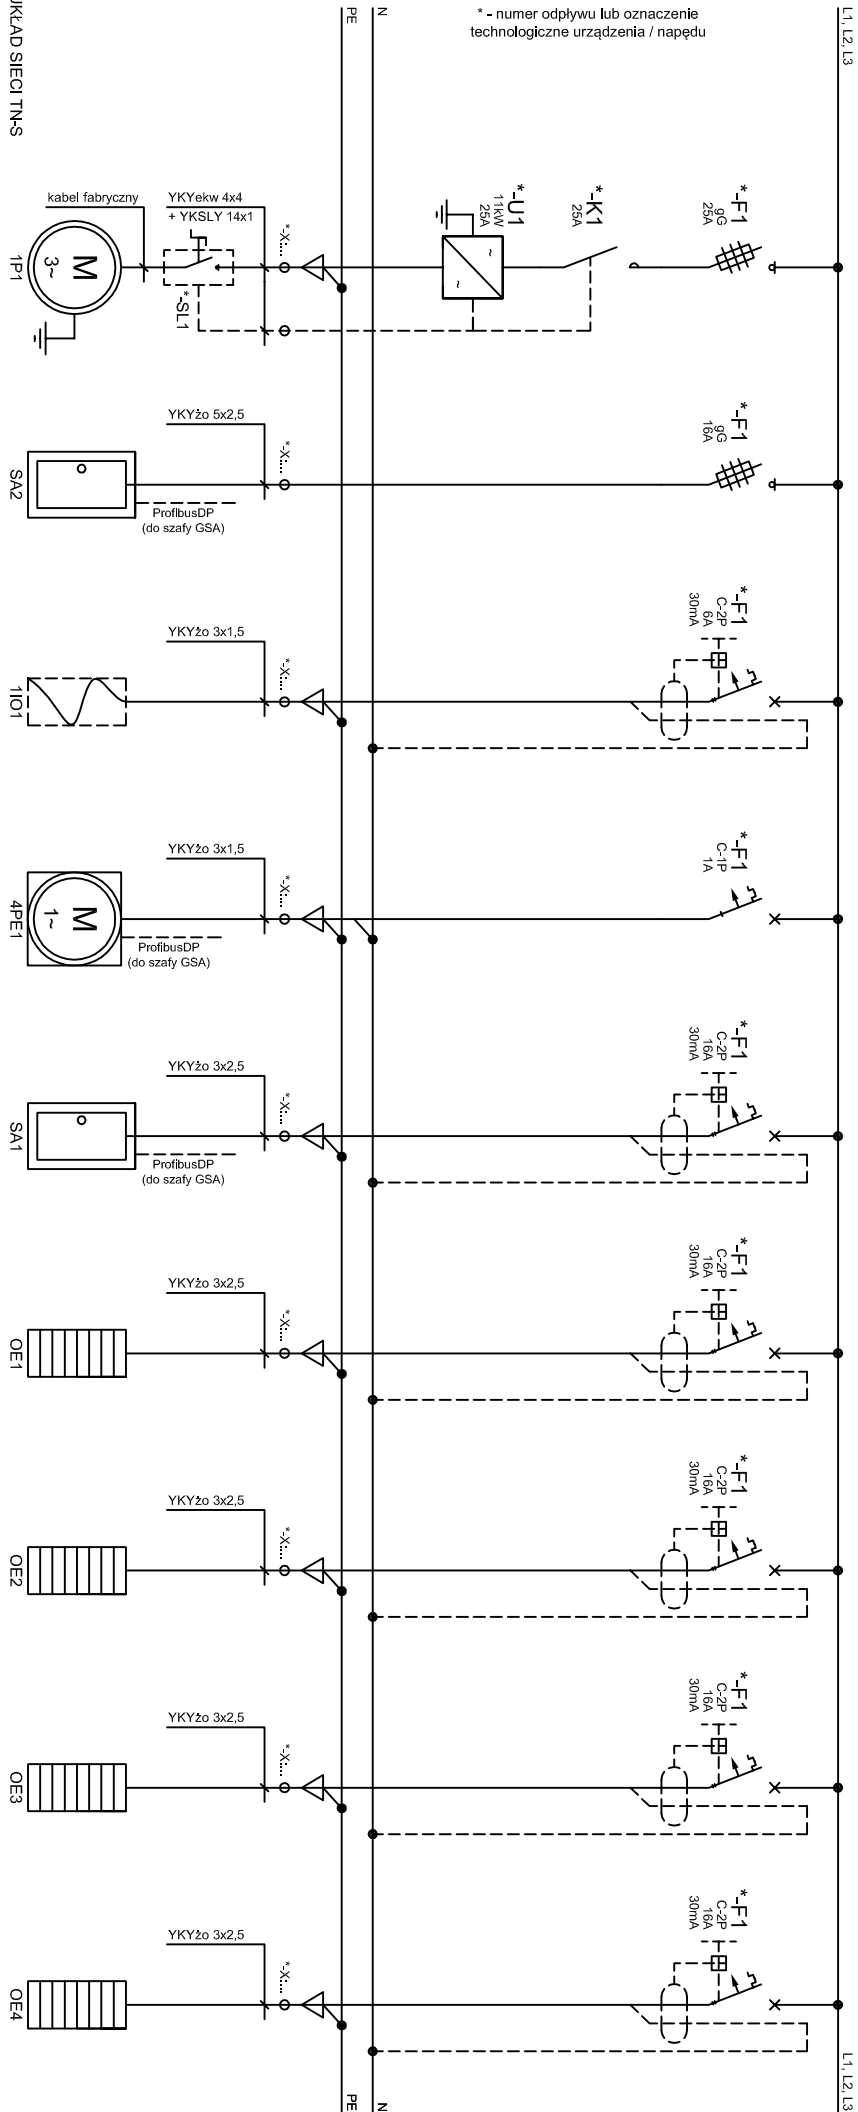 L1, L2, L3
* - numer odpływu lub oznaczenie
technologiczne urządzenia / napędu
N
PE
UKŁAD SIECI TN-S
*-F1
gG
25A
*-K1
25A
*-U1
11kW
25A
~
~
*-X:...
YKYekw 4x4
+ YKSLY 14x1
*-SL1
kabel fabryczny
M
3~
1P1
*-F1
gG
16A
*-X:...
YKYżo 5x2,5
ProfibusDP
(do szafy GSA)
SA2
*-F1
C-2P
6A
30mA
*-X:...
YKYżo 3x1,5
1IO1
*-F1
C-1P
1A
*-X:...
YKYżo 3x1,5
M
1~
ProfibusDP
(do szafy GSA)
4PE1
*-F1
C-2P
16A
30mA
*-X:...
YKYżo 3x2,5
ProfibusDP
(do szafy GSA)
SA1
*-F1
C-2P
16A
30mA
*-X:...
YKYżo 3x2,5
OE1
*-F1
C-2P
16A
30mA
*-X:...
YKYżo 3x2,5
OE2
*-F1
C-2P
16A
30mA
*-X:...
YKYżo 3x2,5
OE3
*-F1
C-2P
16A
30mA
*-X:...
YKYżo 3x2,5
OE4
L1, L2, L3
N
PE